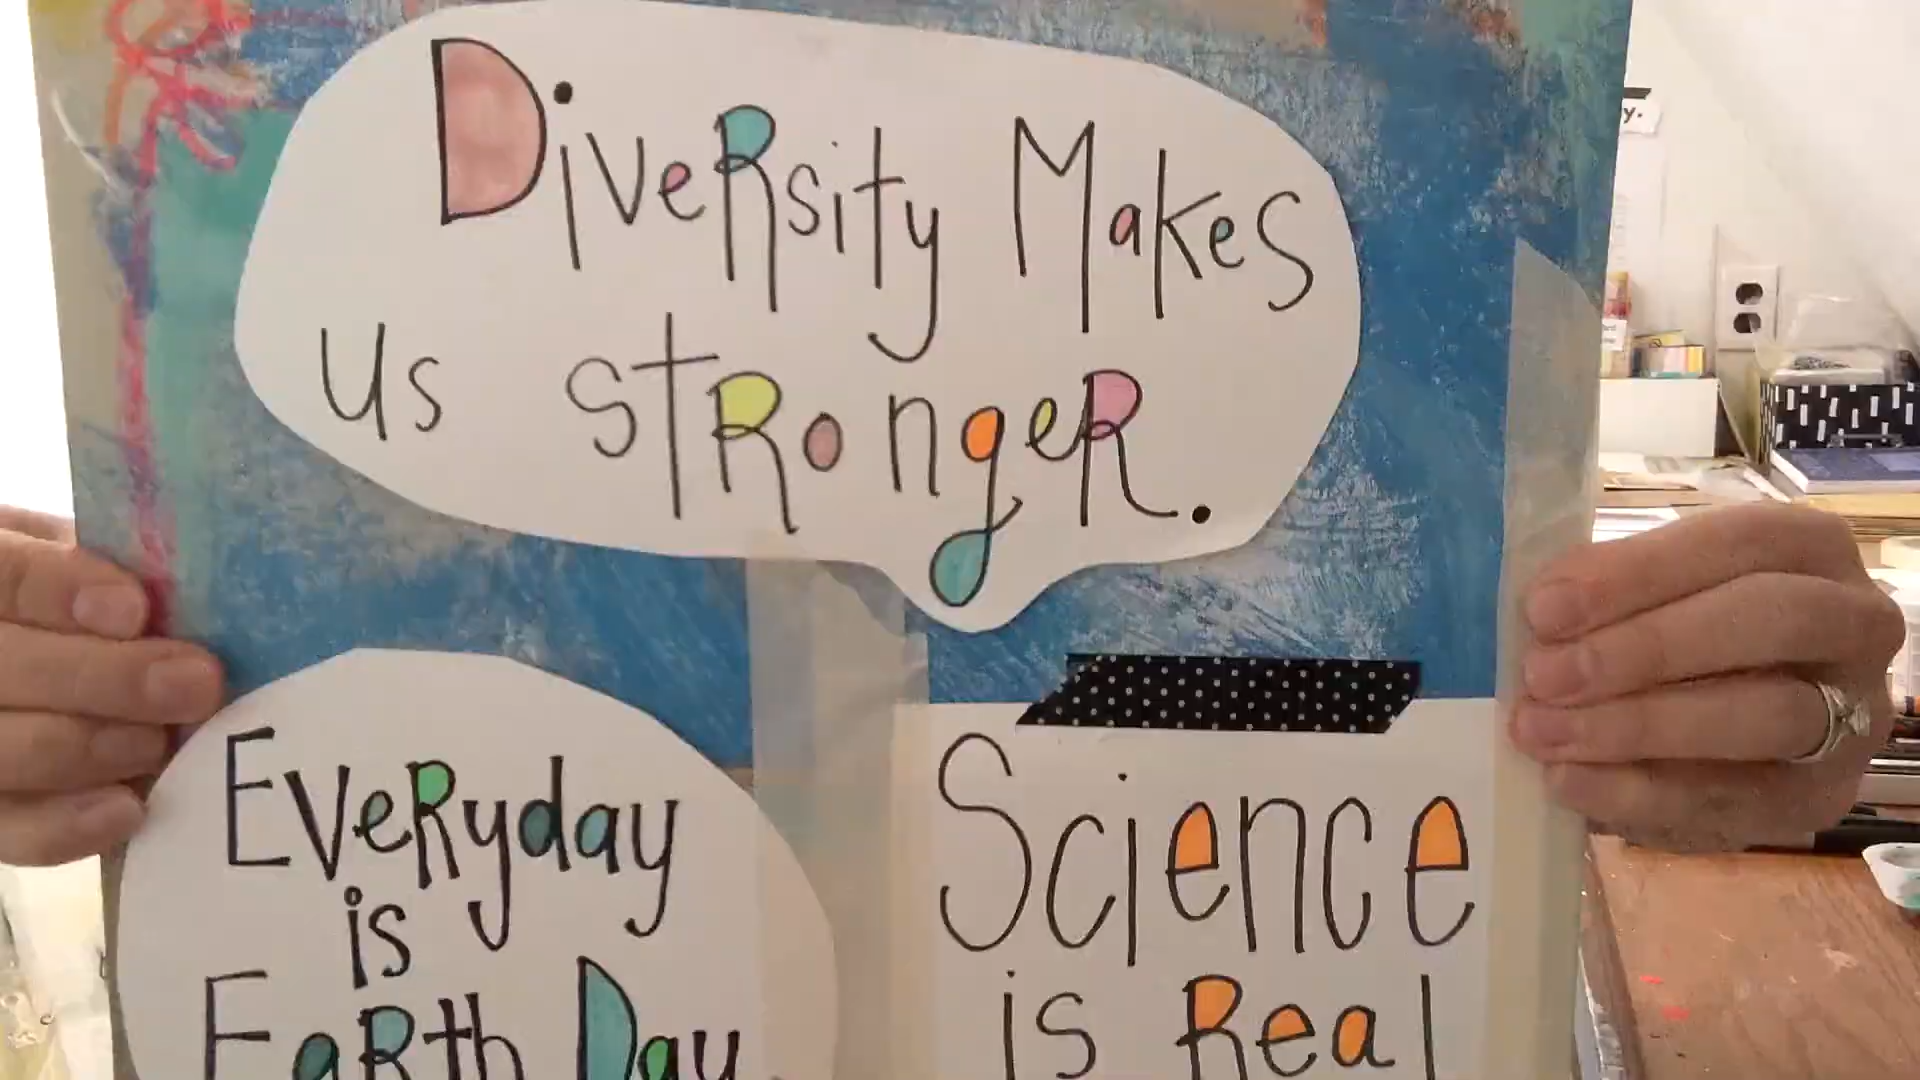 Diversity Makes
us stRongeR.
EveRyday
is
EaRth Day
Science
is Real
y.